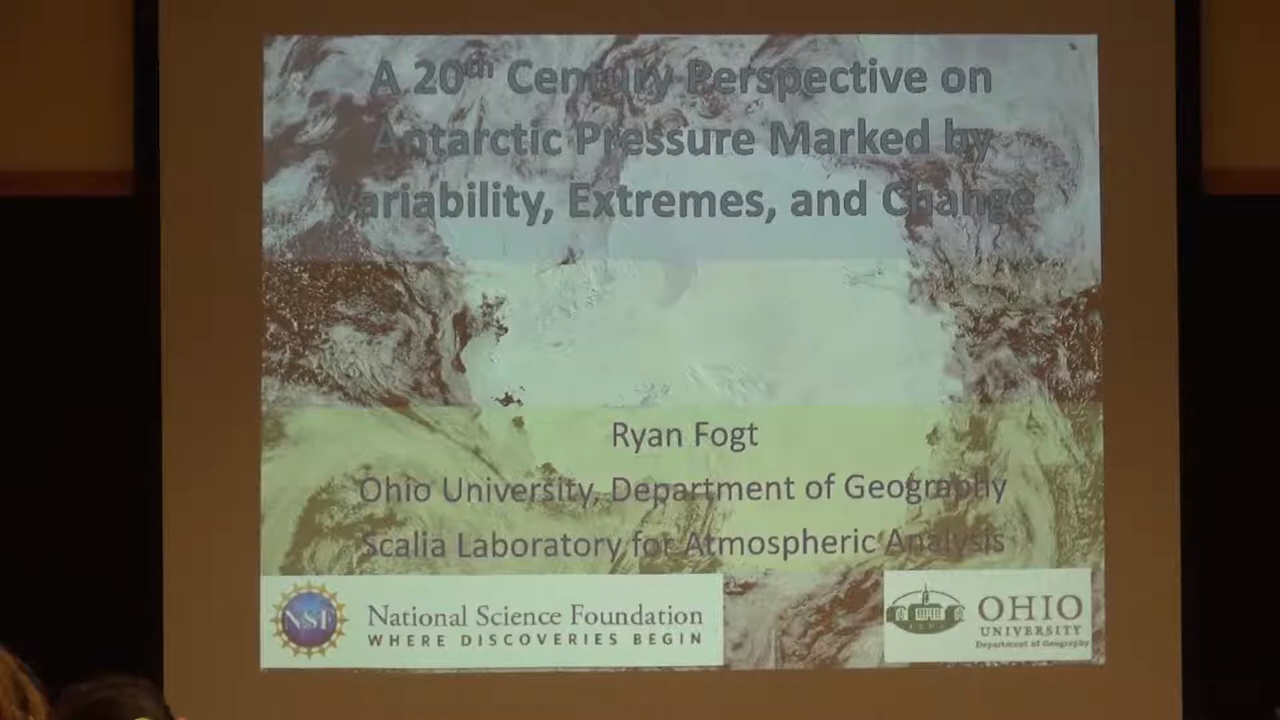 A 20th Century Perspective on
Antarctic Pressure Marked by
Variability, Extremes, and Change
Ryan Fogt
Ohio University, Department of Geography
Scalia Laboratory for Atmospheric Analysis
NSF
National Science Foundation
WHERE DISCOVERIES BEGIN
OHIO
UNIVERSITY
Department of Geography